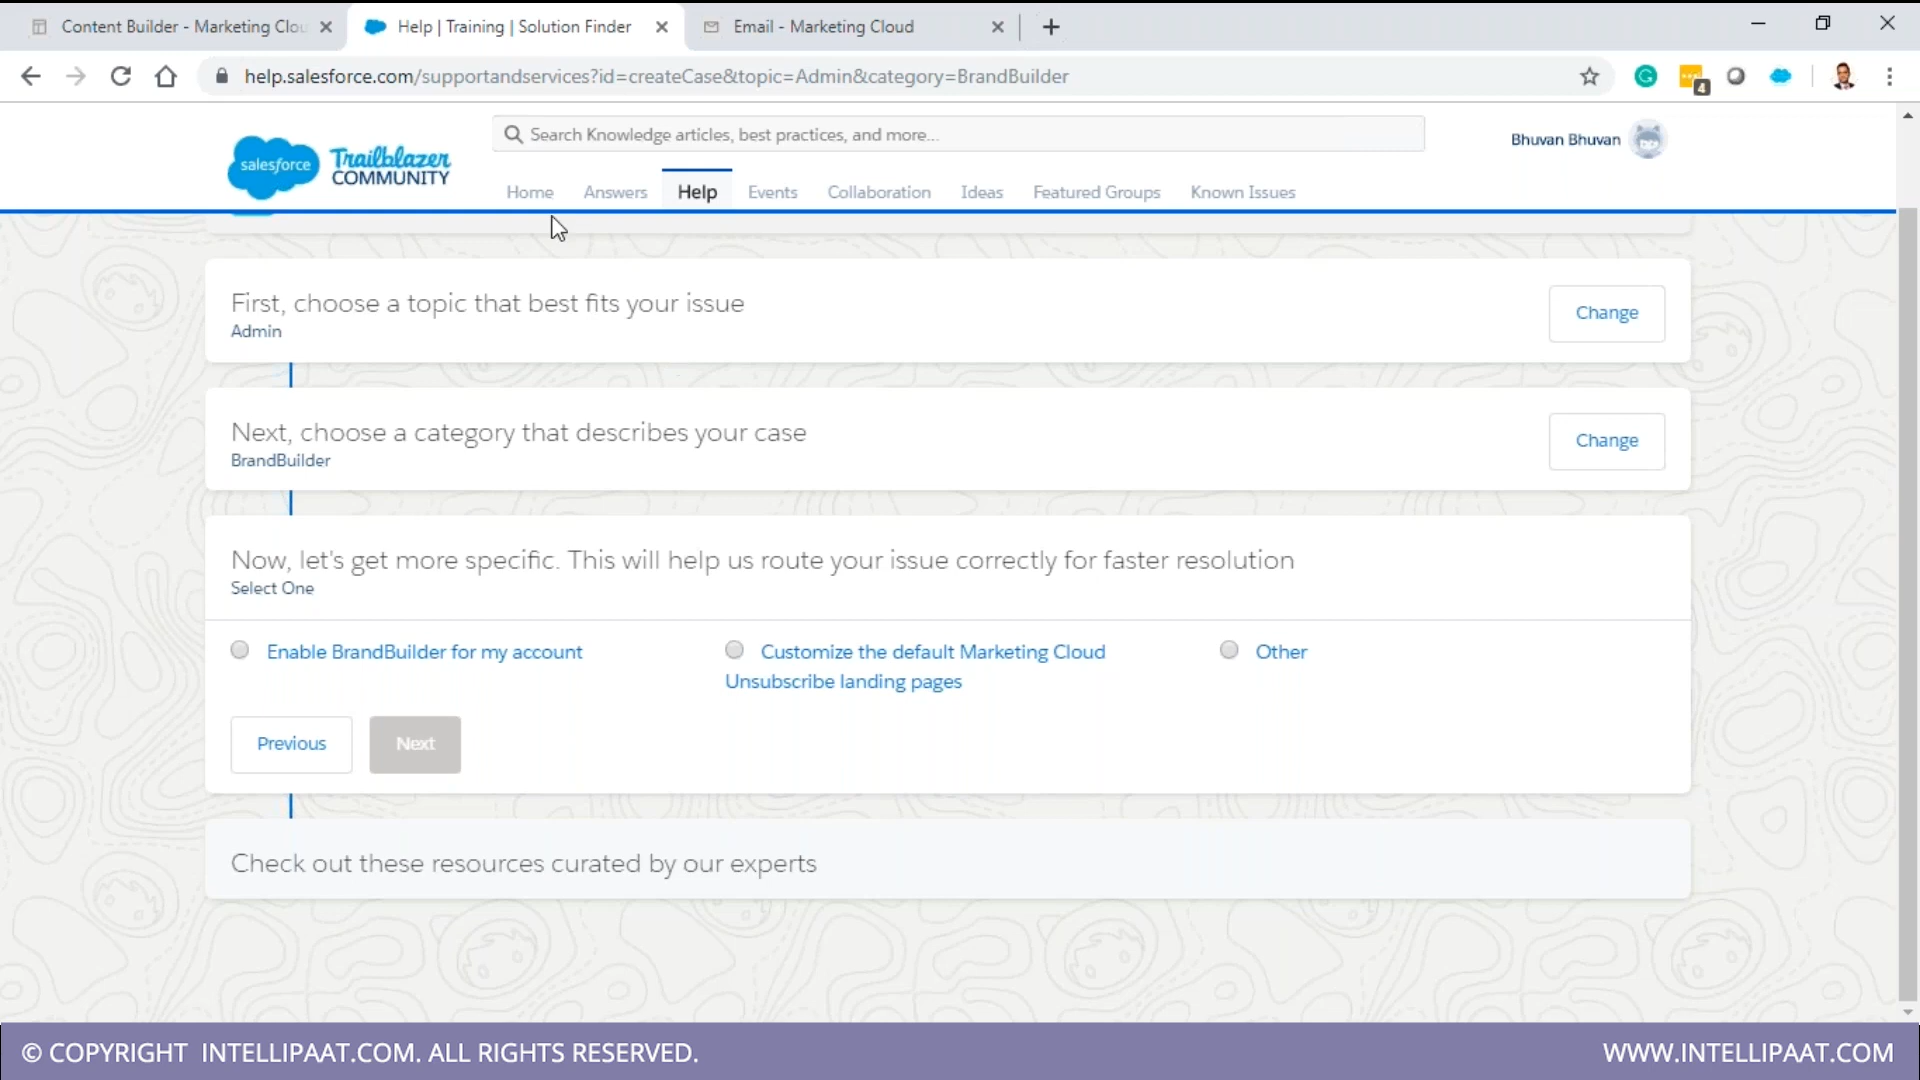 Content Builder - Marketing Clou
Help | Training | Solution Finder
Email - Marketing Cloud
help.salesforce.com/supportandservices?id=createCase&topic=Admin&category=BrandBuilder
4
salesforce
Trailblazer
COMMUNITY
Search Knowledge articles, best practices, and more...
Bhuvan Bhuvan
Home
Answers
Help
Events
Collaboration
Ideas
Featured Groups
Known Issues
First, choose a topic that best fits your issue
Admin
Change
Next, choose a category that describes your case
BrandBuilder
Change
Now, let's get more specific. This will help us route your issue correctly for faster resolution
Select One
Enable BrandBuilder for my account
Customize the default Marketing Cloud
Unsubscribe landing pages
Other
Previous
Next
Check out these resources curated by our experts
© COPYRIGHT INTELLIPAAT.COM. ALL RIGHTS RESERVED.
WWW.INTELLIPAAT.COM